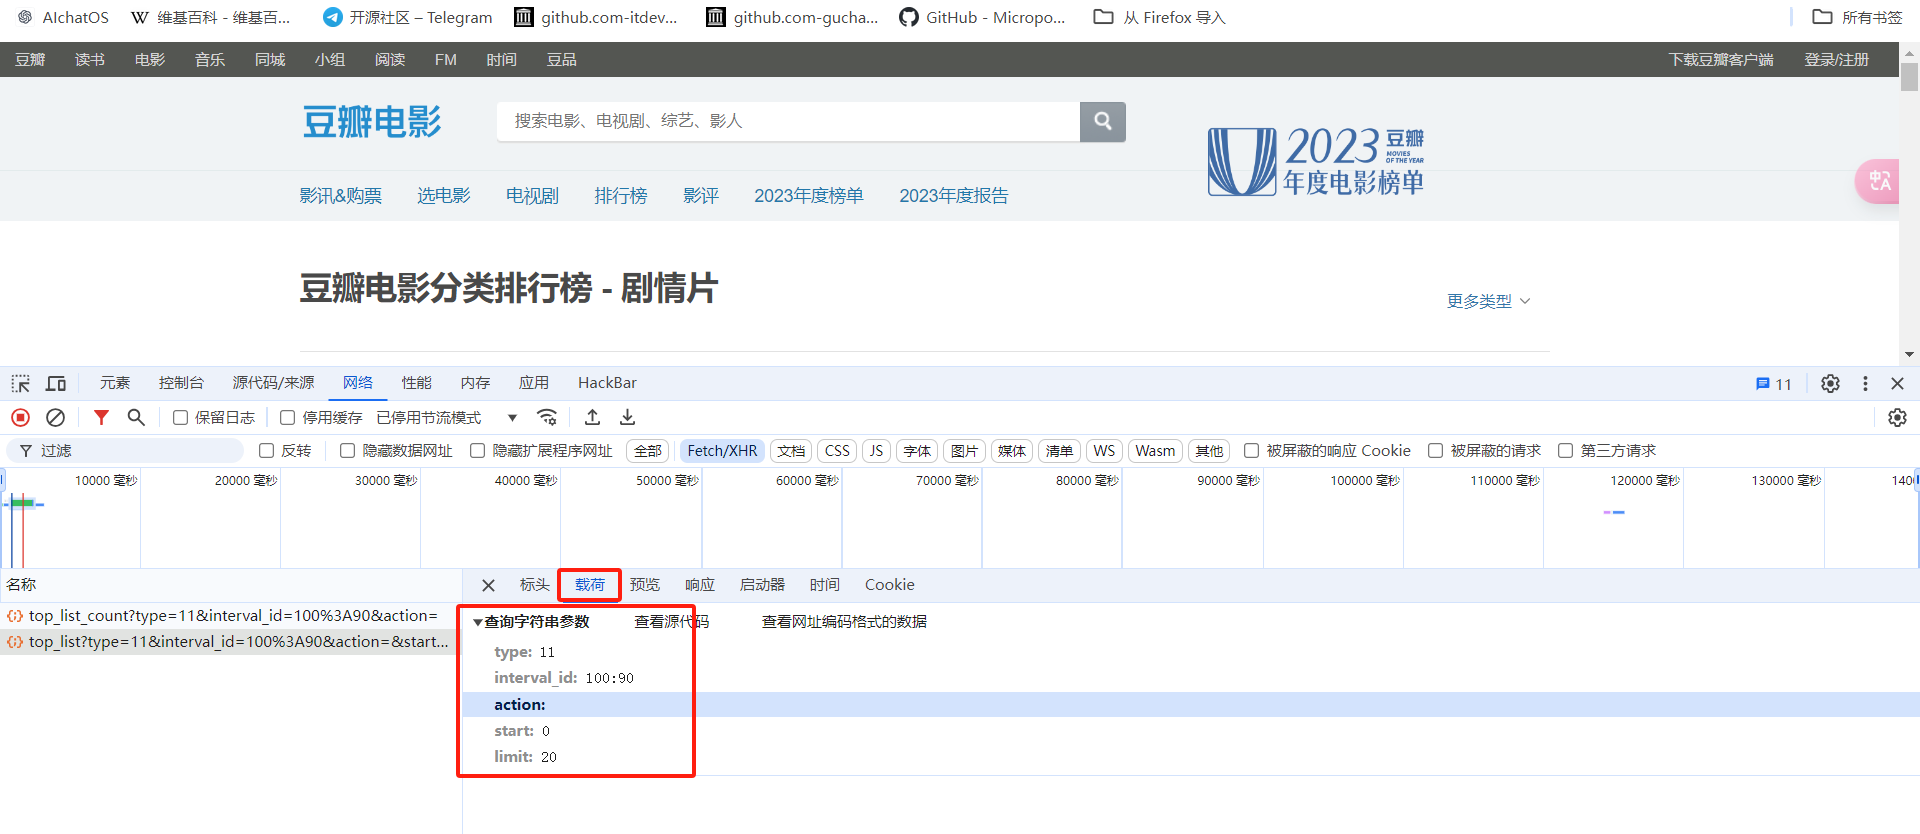 AIchatOS 维基百科 - 维基百... 开源社区 – Telegram github.com-itdev... github.com-gucha... GitHub - Micropo... 从 Firefox 导入 所有书签
豆瓣 读书 电影 音乐 同城 小组 阅读 FM 时间 豆品 下载豆瓣客户端 登录/注册
豆瓣电影 搜索电影、电视剧、综艺、影人
2023 豆瓣 MOVIES OF THE YEAR
年度电影榜单
影讯&购票 选电影 电视剧 排行榜 影评 2023年度榜单 2023年度报告
中A
豆瓣电影分类排行榜 - 剧情片
更多类型
元素 控制台 源代码/来源 网络 性能 内存 应用 HackBar 11
保留日志 停用缓存 已停用节流模式
过滤 反转 隐藏数据网址 隐藏扩展程序网址 全部 Fetch/XHR 文档 CSS JS 字体 图片 媒体 清单 WS Wasm 其他 被屏蔽的响应 Cookie 被屏蔽的请求 第三方请求
10000 毫秒 20000 毫秒 30000 毫秒 40000 毫秒 50000 毫秒 60000 毫秒 70000 毫秒 80000 毫秒 90000 毫秒 100000 毫秒 110000 毫秒 120000 毫秒 130000 毫秒 140
名称 标头 载荷 预览 响应 启动器 时间 Cookie
top_list_count?type=11&interval_id=100%3A90&action=
top_list?type=11&interval_id=100%3A90&action=&start...
查询字符串参数 查看源代码 查看网址编码格式的数据
type: 11
interval_id: 100:90
action:
start: 0
limit: 20